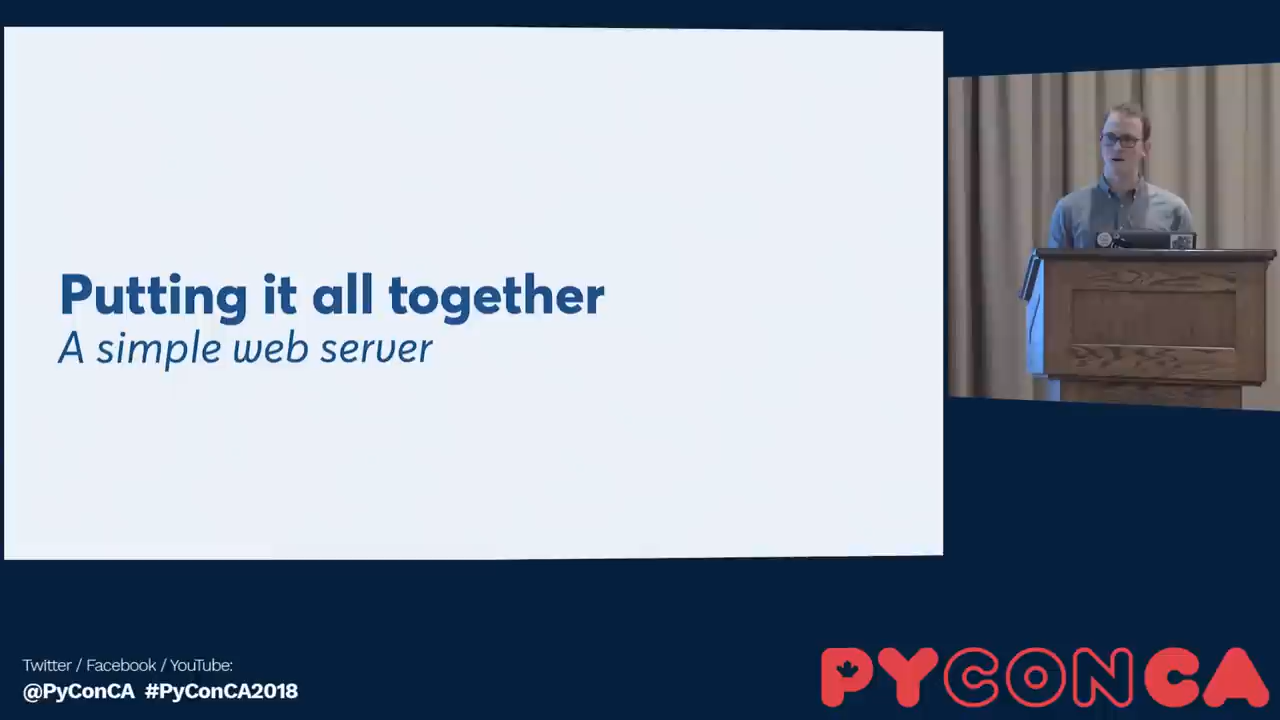 Putting it all together
A simple web server
Twitter / Facebook / YouTube:
@PyConCA #PyConCA2018
PYCONCA